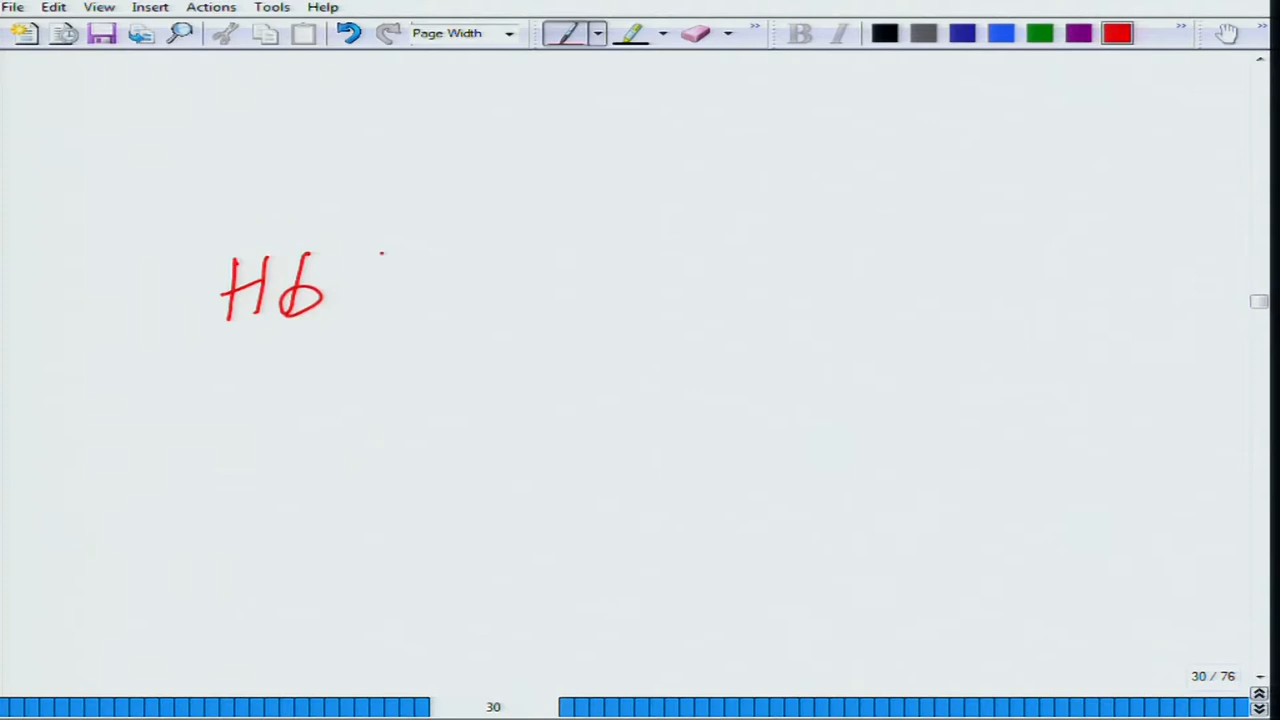 File Edit View Insert Actions Tools Help
Page Width B I
Hb
30 / 76
30